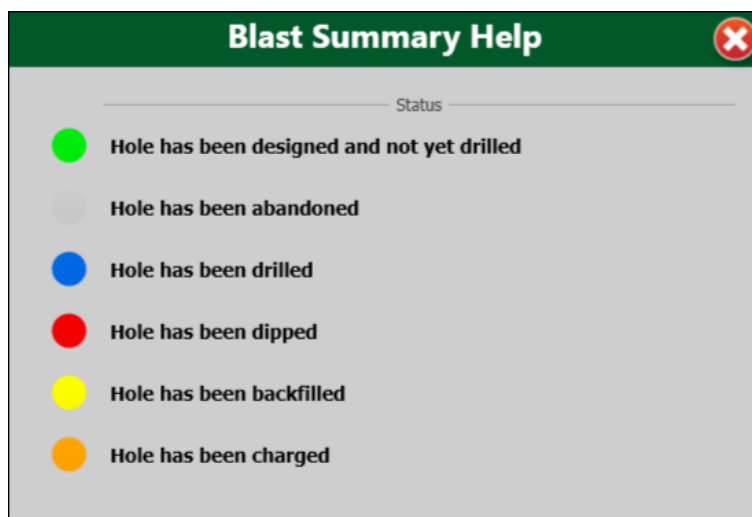 Blast Summary Help
Status
Hole has been designed and not yet drilled
Hole has been abandoned
Hole has been drilled
Hole has been dipped
Hole has been backfilled
Hole has been charged